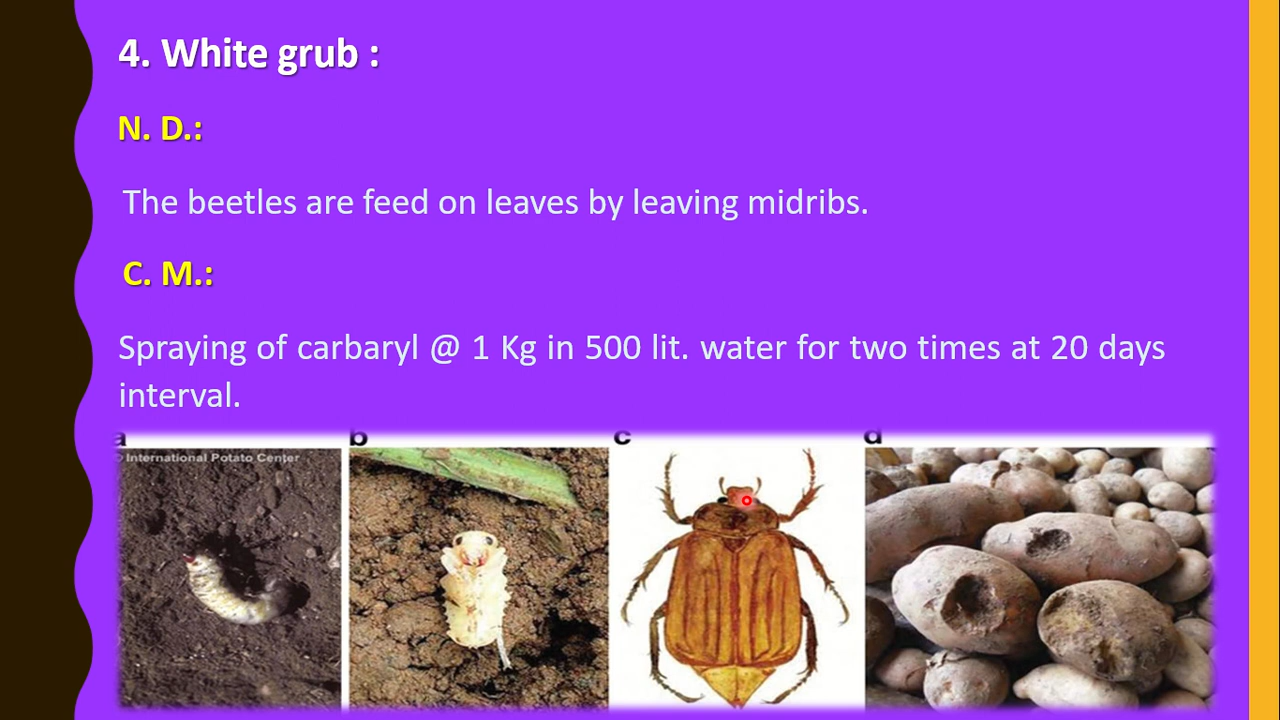 4. White grub :
N. D.:
The beetles are feed on leaves by leaving midribs.
C. M.:
Spraying of carbaryl @ 1 Kg in 500 lit. water for two times at 20 days
interval.
a b c d
© International Potato Center